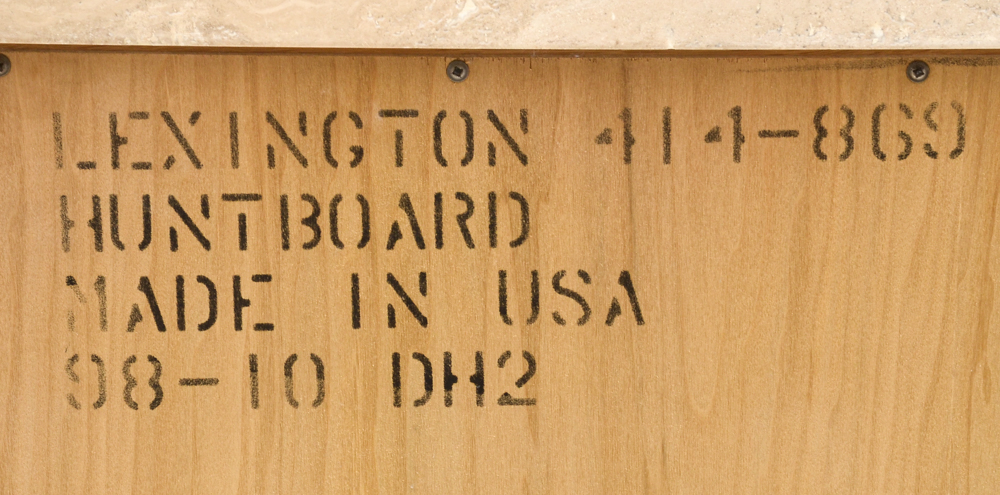 LEXINGTON 414-869
HUNTBOARD
MADE IN USA
98-10 DH2